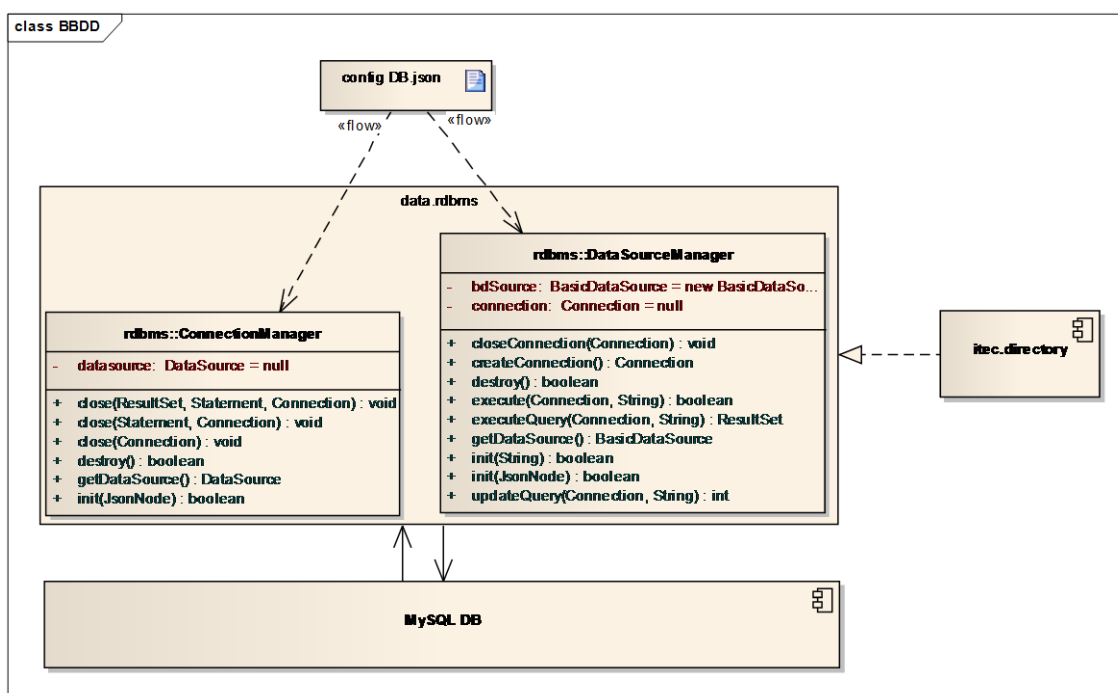 class BBDD
config DB.json
«flow»
«flow»
data.rdbms
rdbms::DataSourceManager
- bdSource: BasicDataSource = new BasicDataSo...
- connection: Connection = null
+ closeConnection(Connection) : void
+ createConnection() : Connection
+ destroy() : boolean
+ execute(Connection, String) : boolean
+ executeQuery(Connection, String) : ResultSet
+ getDataSource() : BasicDataSource
+ init(String) : boolean
+ init(JsonNode) : boolean
+ updateQuery(Connection, String) : int
rdbms::ConnectionManager
- datasource: DataSource = null
+ close(ResultSet, Statement, Connection) : void
+ close(Statement, Connection) : void
+ close(Connection) : void
+ destroy() : boolean
+ getDataSource() : DataSource
+ init(JsonNode) : boolean
itec.directory
MySQL DB